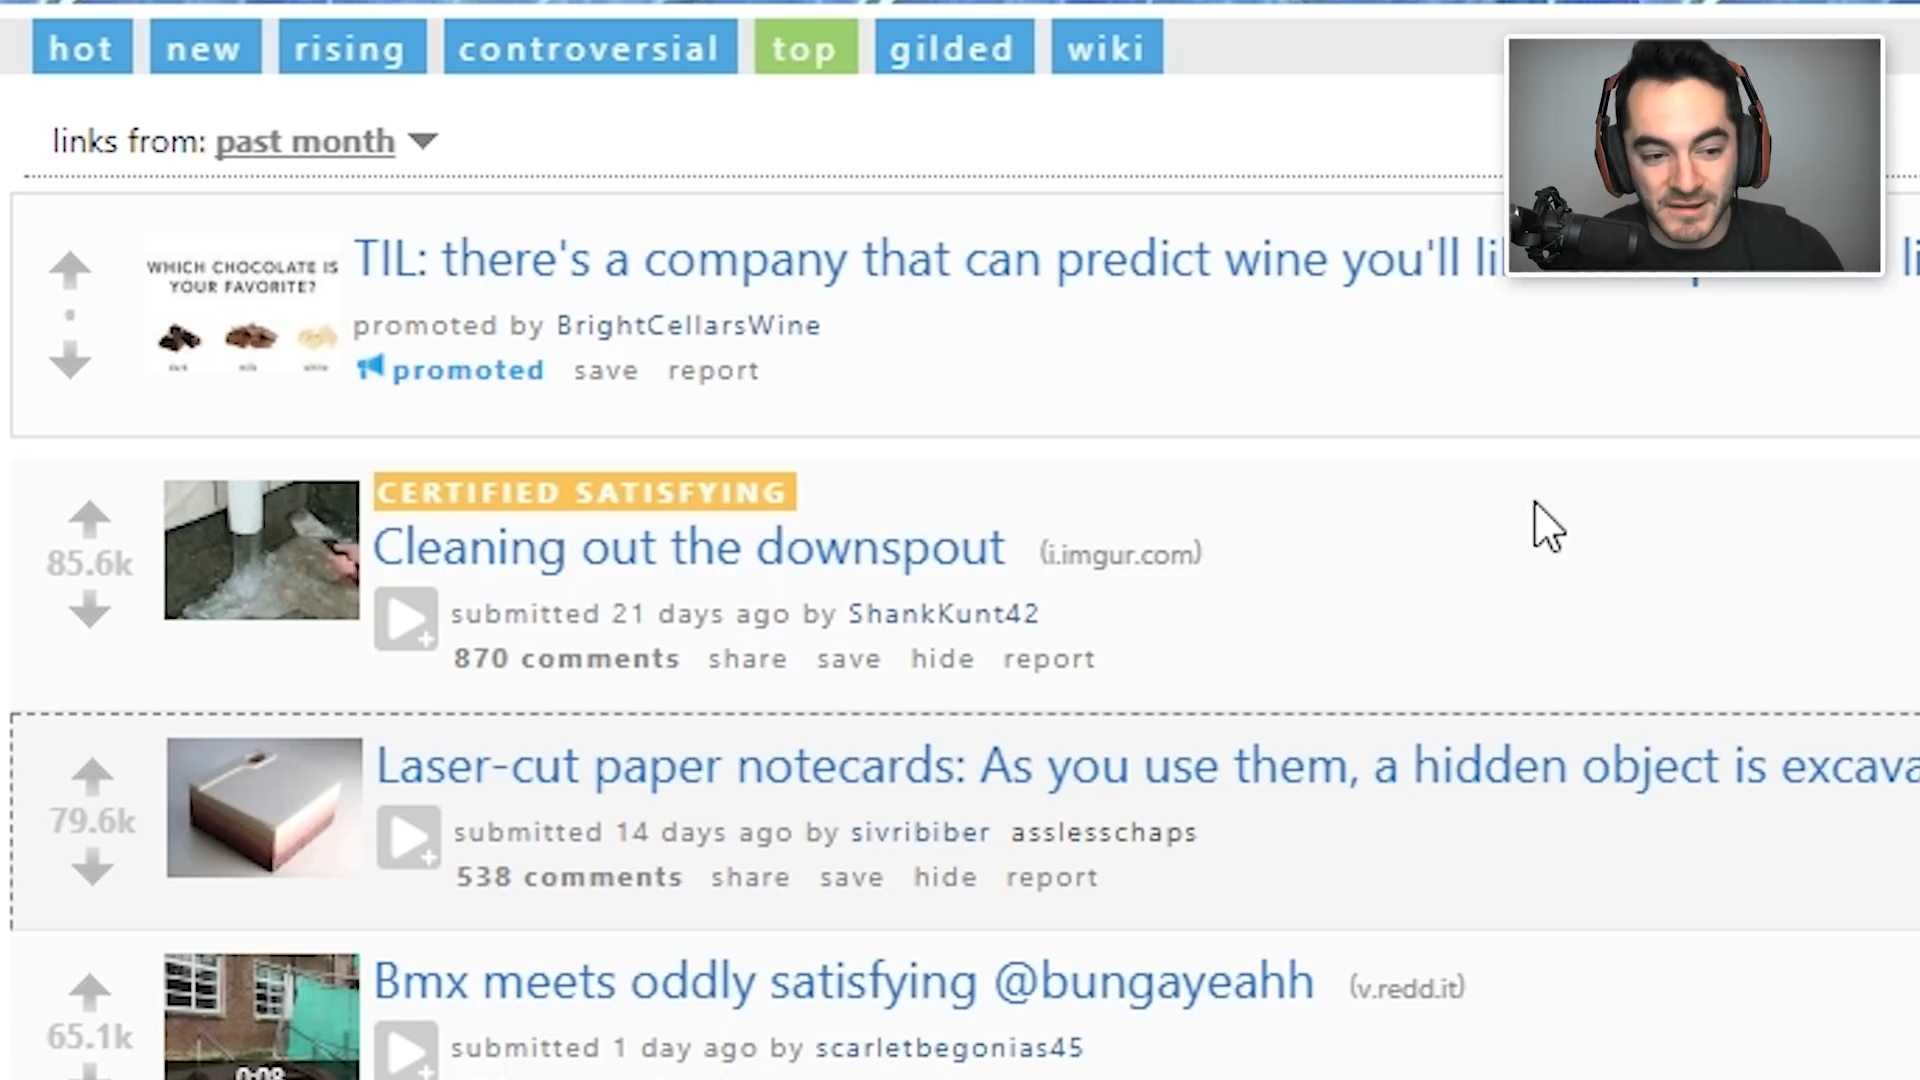 hot new rising controversial top gilded wiki
links from: past month
WHICH CHOCOLATE IS
YOUR FAVORITE?
TIL: there's a company that can predict wine you'll
promoted by BrightCellarsWine
promoted save report
CERTIFIED SATISFYING
85.6k
Cleaning out the downspout (i.imgur.com)
submitted 21 days ago by ShankKunt42
870 comments share save hide report
Laser-cut paper notecards: As you use them, a hidden object is
79.6k
submitted 14 days ago by sivribiber asslesschaps
538 comments share save hide report
Bmx meets oddly satisfying @bungayeahh (v.redd.it)
65.1k
submitted 1 day ago by scarletbegonias45
0:09